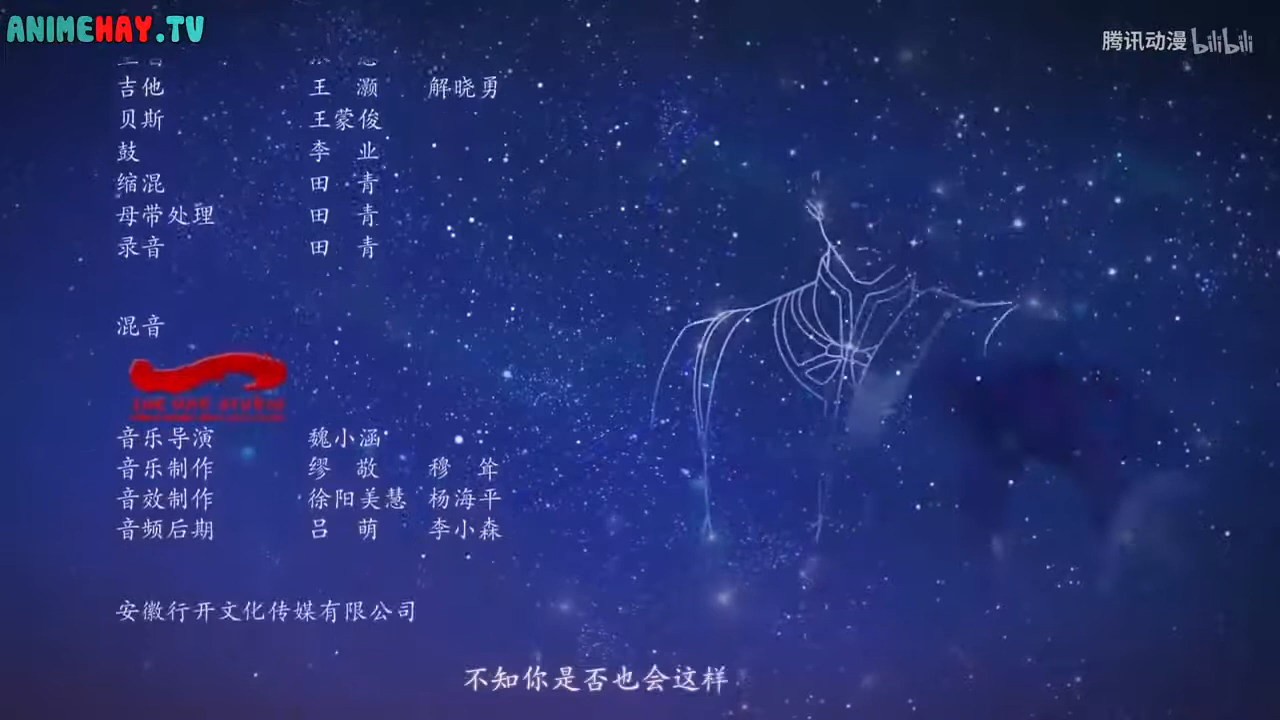 ANIMEHAY.TV
腾讯动漫 bilibili
吉他 王 灏 解晓勇
贝斯 王蒙俊
鼓 李 业
缩混 田 青
母带处理 田 青
录音 田 青
混音
音乐导演 魏小涵
音乐制作 缪 敬 穆 耸
音效制作 徐阳美慧 杨海平
音频后期 吕 萌 李小森
安徽行开文化传媒有限公司
不知你是否也会这样